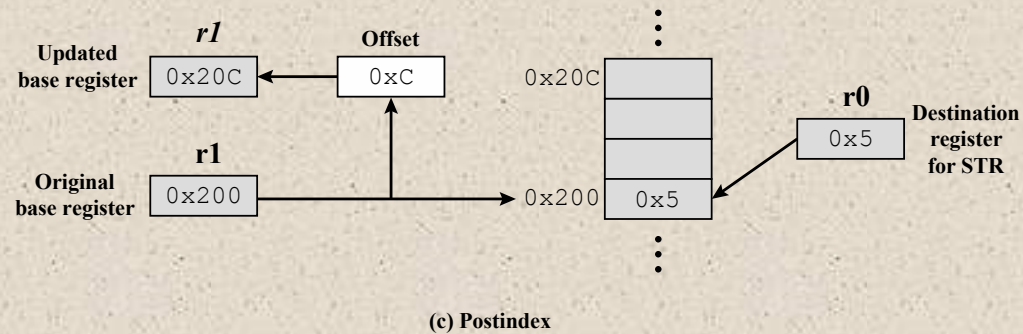 r1
Offset
Updated
base register
0x20C
0xC
0x20C
r0
Destination
register
for STR
0x5
r1
Original
base register
0x200
0x200
0x5
(c) Postindex